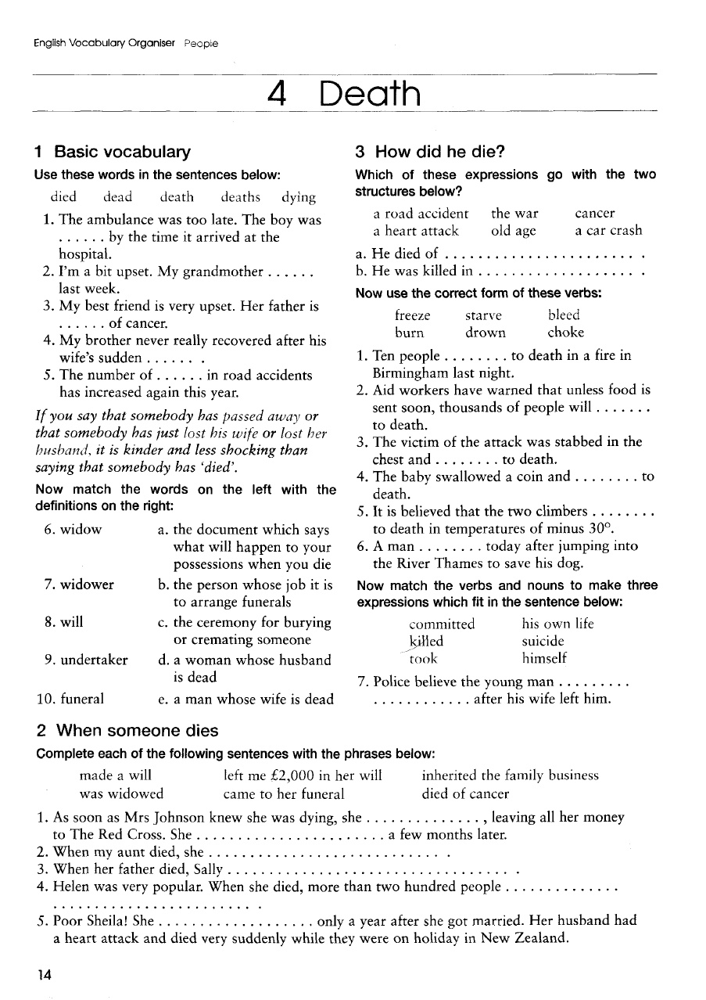 English Vocabulary Organiser People
4 Death
1 Basic vocabulary
Use these words in the sentences below:
died dead death deaths dying
1. The ambulance was too late. The boy was
. . . . . . by the time it arrived at the
hospital.
2. I'm a bit upset. My grandmother . . . . . .
last week.
3. My best friend is very upset. Her father is
. . . . . . of cancer.
4. My brother never really recovered after his
wife's sudden . . . . . . .
5. The number of . . . . . . in road accidents
has increased again this year.
If you say that somebody has passed away or
that somebody has just lost his wife or lost her
husband, it is kinder and less shocking than
saying that somebody has 'died'.
Now match the words on the left with the
definitions on the right:
6. widow a. the document which says
what will happen to your
possessions when you die
7. widower b. the person whose job it is
to arrange funerals
8. will c. the ceremony for burying
or cremating someone
9. undertaker d. a woman whose husband
is dead
10. funeral e. a man whose wife is dead
3 How did he die?
Which of these expressions go with the two
structures below?
a road accident the war cancer
a heart attack old age a car crash
a. He died of . . . . . . . . . . . . . . . . . . . . . . . .
b. He was killed in . . . . . . . . . . . . . . . . . . . .
Now use the correct form of these verbs:
freeze starve bleed
burn drown choke
1. Ten people . . . . . . . . to death in a fire in
Birmingham last night.
2. Aid workers have warned that unless food is
sent soon, thousands of people will . . . . . . .
to death.
3. The victim of the attack was stabbed in the
chest and . . . . . . . . to death.
4. The baby swallowed a coin and . . . . . . . . to
death.
5. It is believed that the two climbers . . . . . . . .
to death in temperatures of minus 30°.
6. A man . . . . . . . . today after jumping into
the River Thames to save his dog.
Now match the verbs and nouns to make three
expressions which fit in the sentence below:
committed his own life
killed suicide
took himself
7. Police believe the young man . . . . . . . . .
. . . . . . . . . . . . after his wife left him.
2 When someone dies
Complete each of the following sentences with the phrases below:
made a will left me £2,000 in her will inherited the family business
was widowed came to her funeral died of cancer
1. As soon as Mrs Johnson knew she was dying, she . . . . . . . . . . . . . . , leaving all her money
to The Red Cross. She . . . . . . . . . . . . . . . . . . . . . . . a few months later.
2. When my aunt died, she . . . . . . . . . . . . . . . . . . . . . . . . . . . . .
3. When her father died, Sally . . . . . . . . . . . . . . . . . . . . . . . . . . . . . . . . . . .
4. Helen was very popular. When she died, more than two hundred people . . . . . . . . . . . . . .
. . . . . . . . . . . . . . . . . . . . . . . . .
5. Poor Sheila! She . . . . . . . . . . . . . . . . . . . only a year after she got married. Her husband had
a heart attack and died very suddenly while they were on holiday in New Zealand.
14